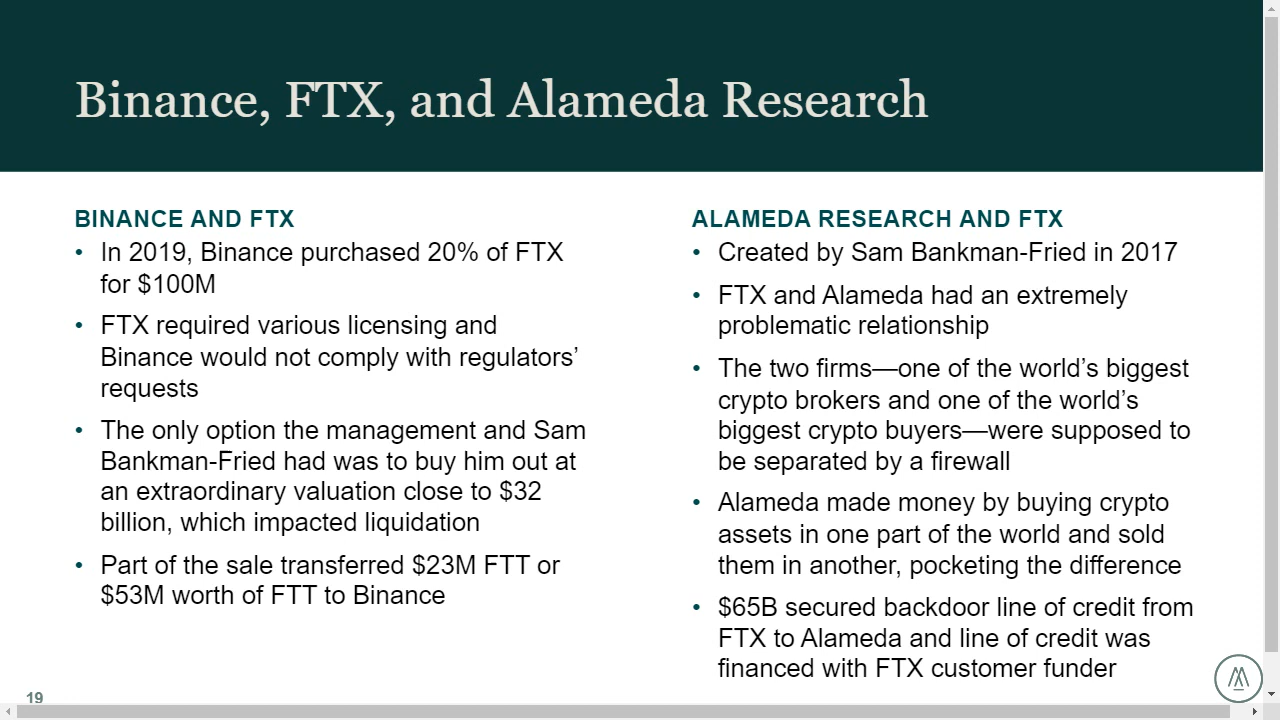 Binance, FTX, and Alameda Research
BINANCE AND FTX
• In 2019, Binance purchased 20% of FTX
for $100M
• FTX required various licensing and
Binance would not comply with regulators’
requests
• The only option the management and Sam
Bankman-Fried had was to buy him out at
an extraordinary valuation close to $32
billion, which impacted liquidation
• Part of the sale transferred $23M FTT or
$53M worth of FTT to Binance
ALAMEDA RESEARCH AND FTX
• Created by Sam Bankman-Fried in 2017
• FTX and Alameda had an extremely
problematic relationship
• The two firms—one of the world’s biggest
crypto brokers and one of the world’s
biggest crypto buyers—were supposed to
be separated by a firewall
• Alameda made money by buying crypto
assets in one part of the world and sold
them in another, pocketing the difference
• $65B secured backdoor line of credit from
FTX to Alameda and line of credit was
financed with FTX customer funder
19